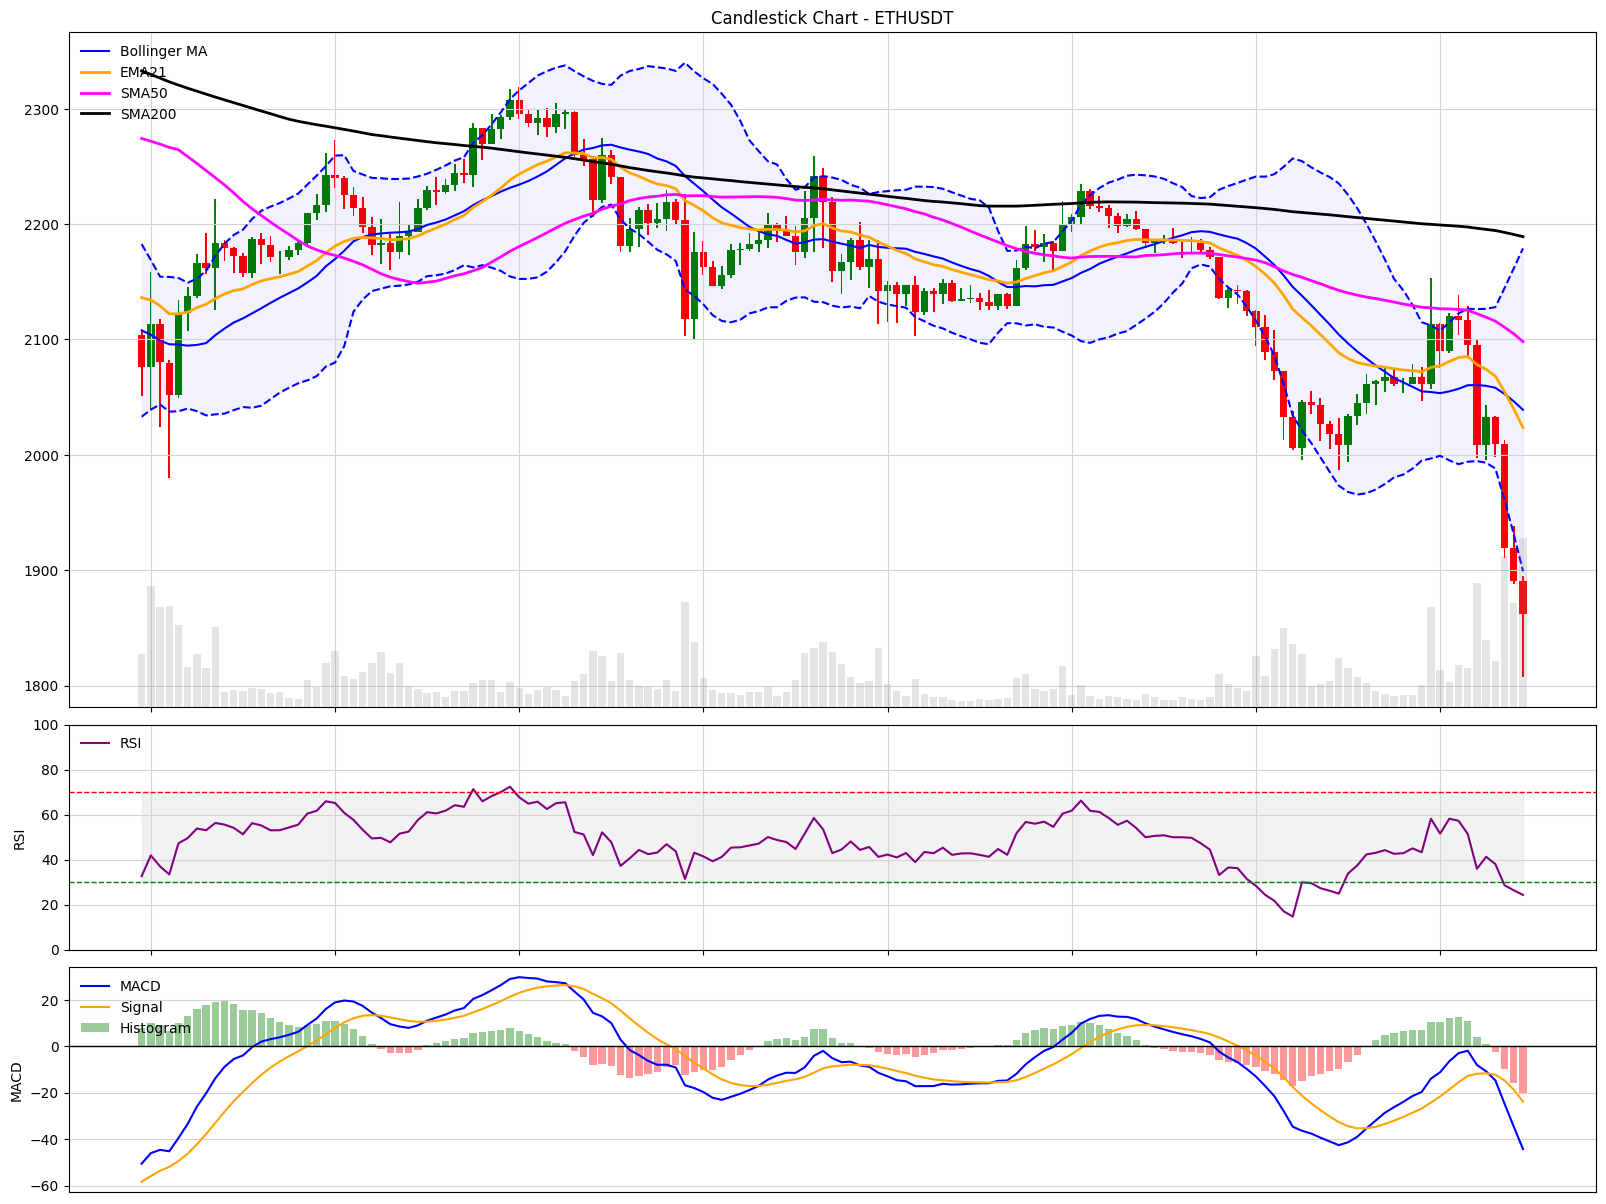 Candlestick Chart - ETHUSDT
Bollinger MA
EMA21
SMA50
SMA200
2300
2200
2100
2000
1900
1800
RSI
100
80
60
40
20
0
RSI
MACD
Signal
Histogram
20
0
−20
−40
−60
MACD